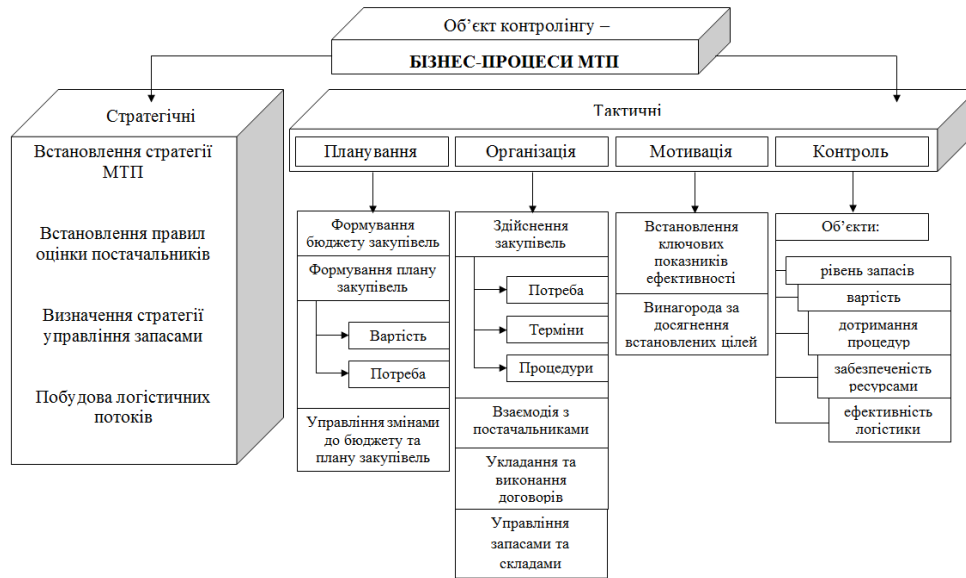 Об’єкт контролінгу –
БІЗНЕС-ПРОЦЕСИ МТП
Стратегічні
Встановлення стратегії
МТП
Встановлення правил
оцінки постачальників
Визначення стратегії
управління запасами
Побудова логістичних
потоків
Тактичні
Планування
Організація
Мотивація
Контроль
Формування
бюджету закупівель
Формування плану
закупівель
Вартість
Потреба
Управління змінами
до бюджету та
плану закупівель
Здійснення
закупівель
Потреба
Терміни
Процедури
Взаємодія з
постачальниками
Укладання та
виконання
договорів
Управління
запасами та
складами
Встановлення
ключових
показників
ефективності
Винагорода за
досягнення
встановлених цілей
Об’єкти:
рівень запасів
вартість
дотримання
процедур
забезпеченість
ресурсами
ефективність
логістики